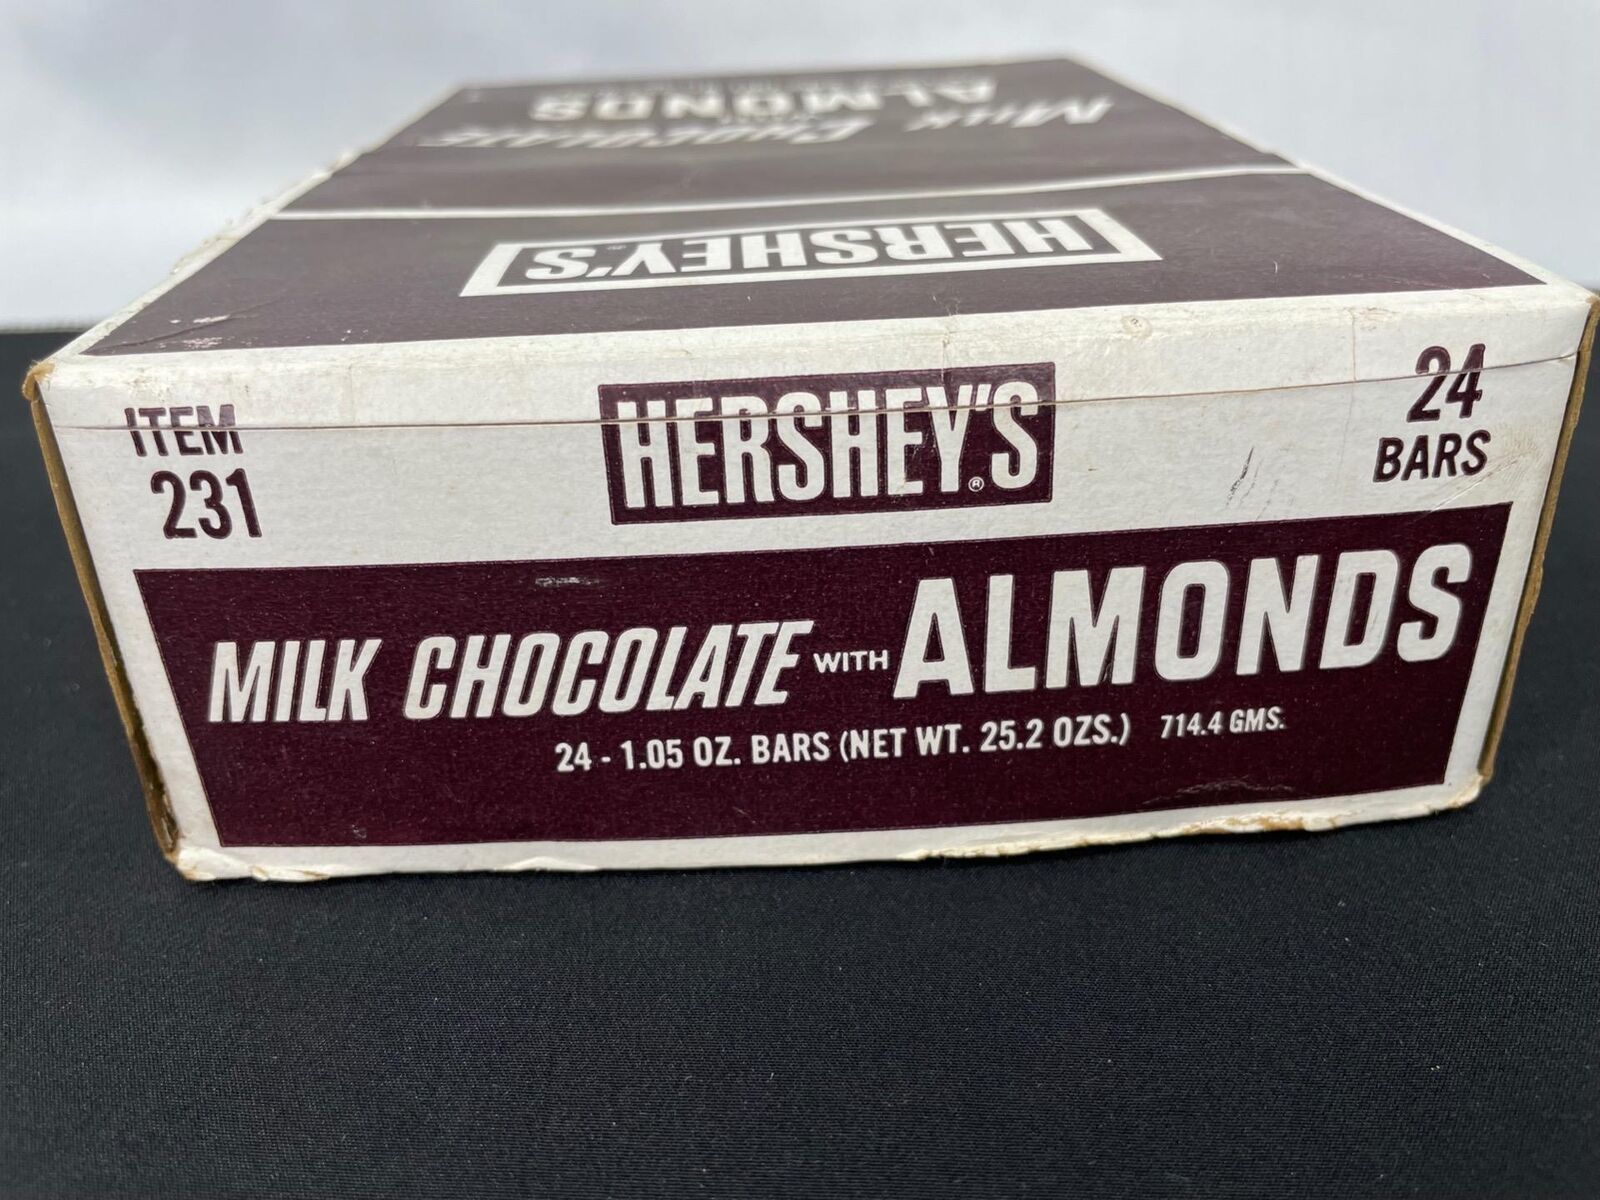 MILK CHOCOLATE
WITH
ALMONDS
HERSHEY'S
ITEM
231
HERSHEY'S
®
24
BARS
MILK CHOCOLATE WITH ALMONDS
24 - 1.05 OZ. BARS (NET WT. 25.2 OZS.) 714.4 GMS.